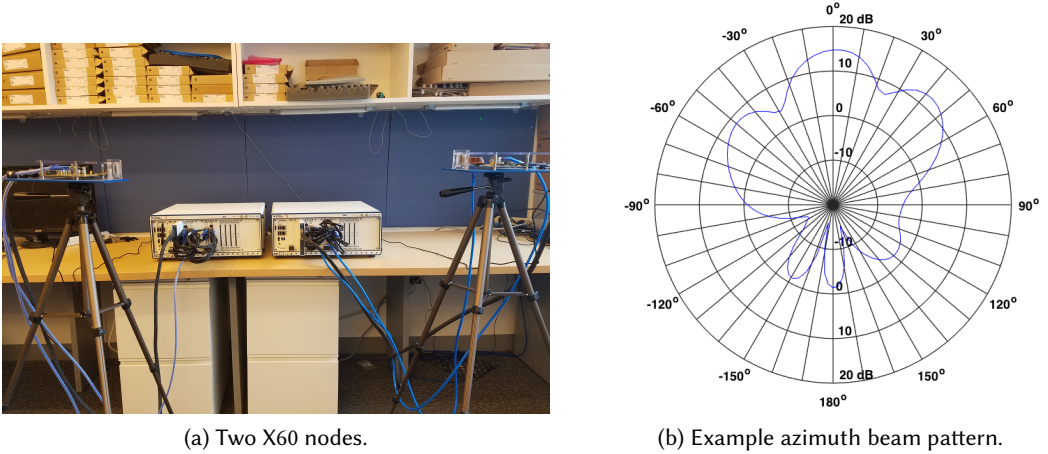 0°
-30° 20 dB 30°
10
-60° 0 60°
-10
-90° 90°
-10
-120° 0 120°
10
-150° 20 dB 150°
180°
(a) Two X60 nodes.
(b) Example azimuth beam pattern.